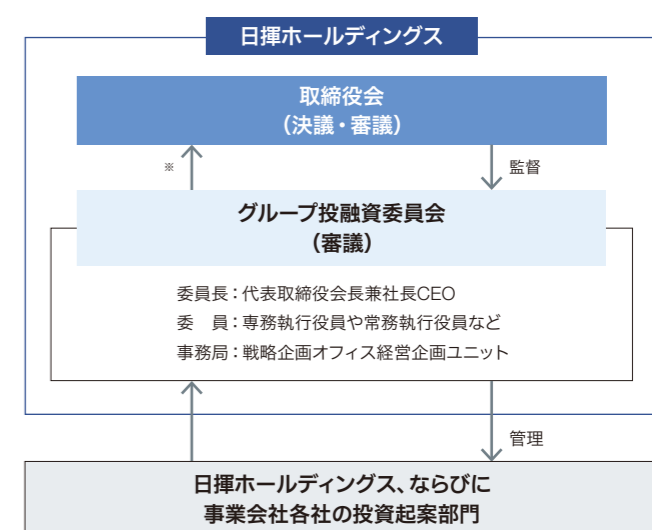 日揮ホールディングス
取締役会
（決議・審議）
※
監督
グループ投融資委員会
（審議）
委員長：代表取締役会長兼社長CEO
委　員：専務執行役員や常務執行役員など
事務局：戦略企画オフィス経営企画ユニット
管理
日揮ホールディングス、ならびに
事業会社各社の投資起案部門